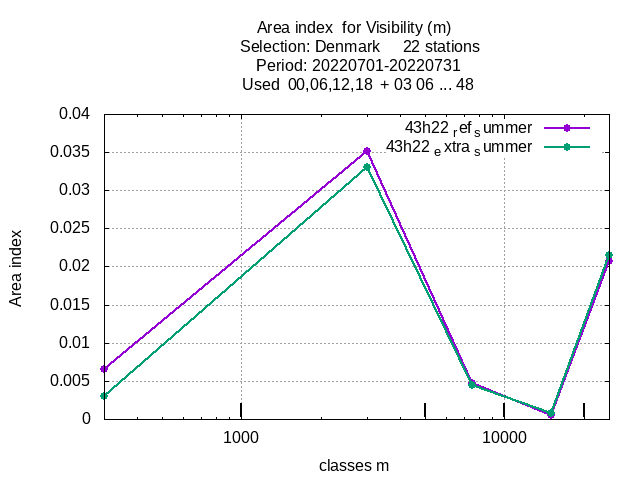 Area index  for Visibility (m)
Selection: Denmark     22 stations
Period: 20220701-20220731
Used  00,06,12,18  + 03 06 ... 48
0.04
0.035
0.03
0.025
0.02
0.015
0.01
0.005
0
Area index
43h22 ref summer
43h22 extra summer
1000
10000
classes m